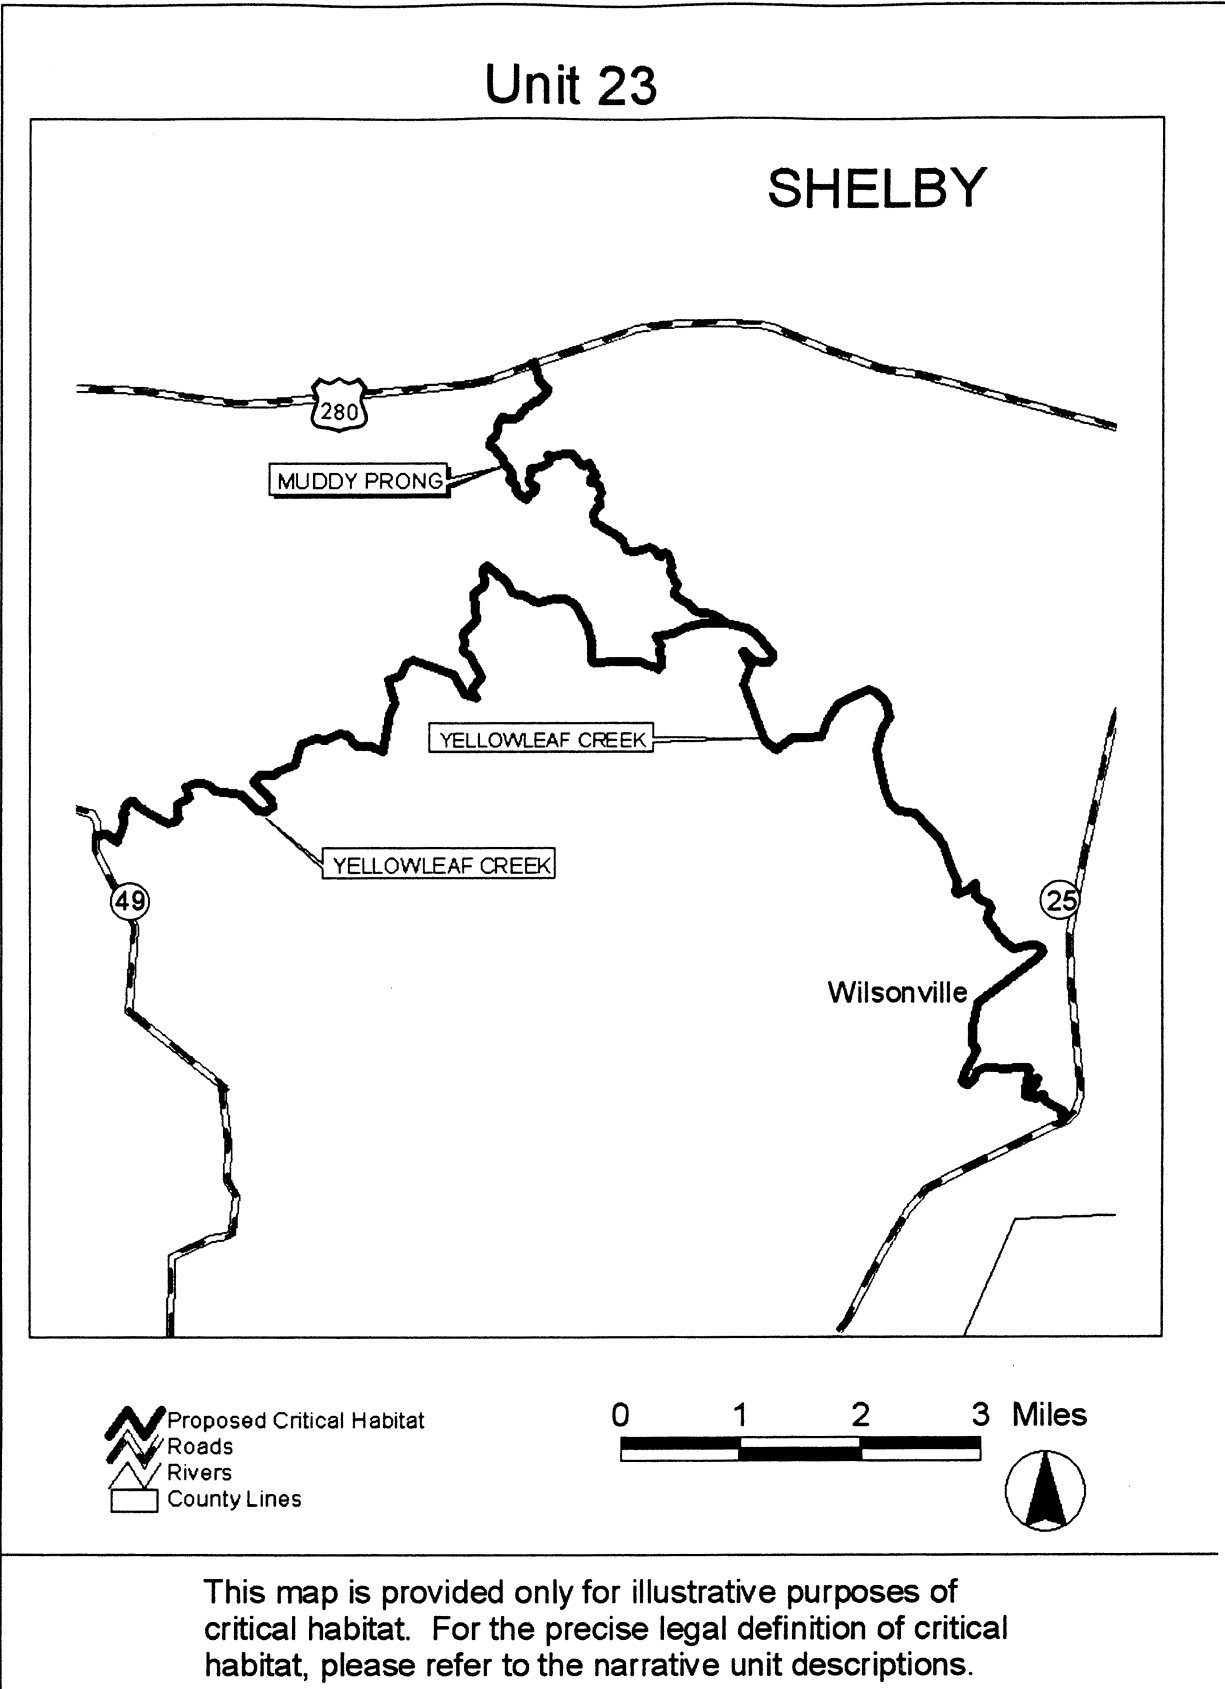 Unit 23
SHELBY
280
MUDDY PRONG
YELLOWLEAF CREEK
YELLOWLEAF CREEK
49
25
Wilsonville
Proposed Critical Habitat
Roads
Rivers
County Lines
0 1 2 3 Miles
This map is provided only for illustrative purposes of
critical habitat. For the precise legal definition of critical
habitat, please refer to the narrative unit descriptions.